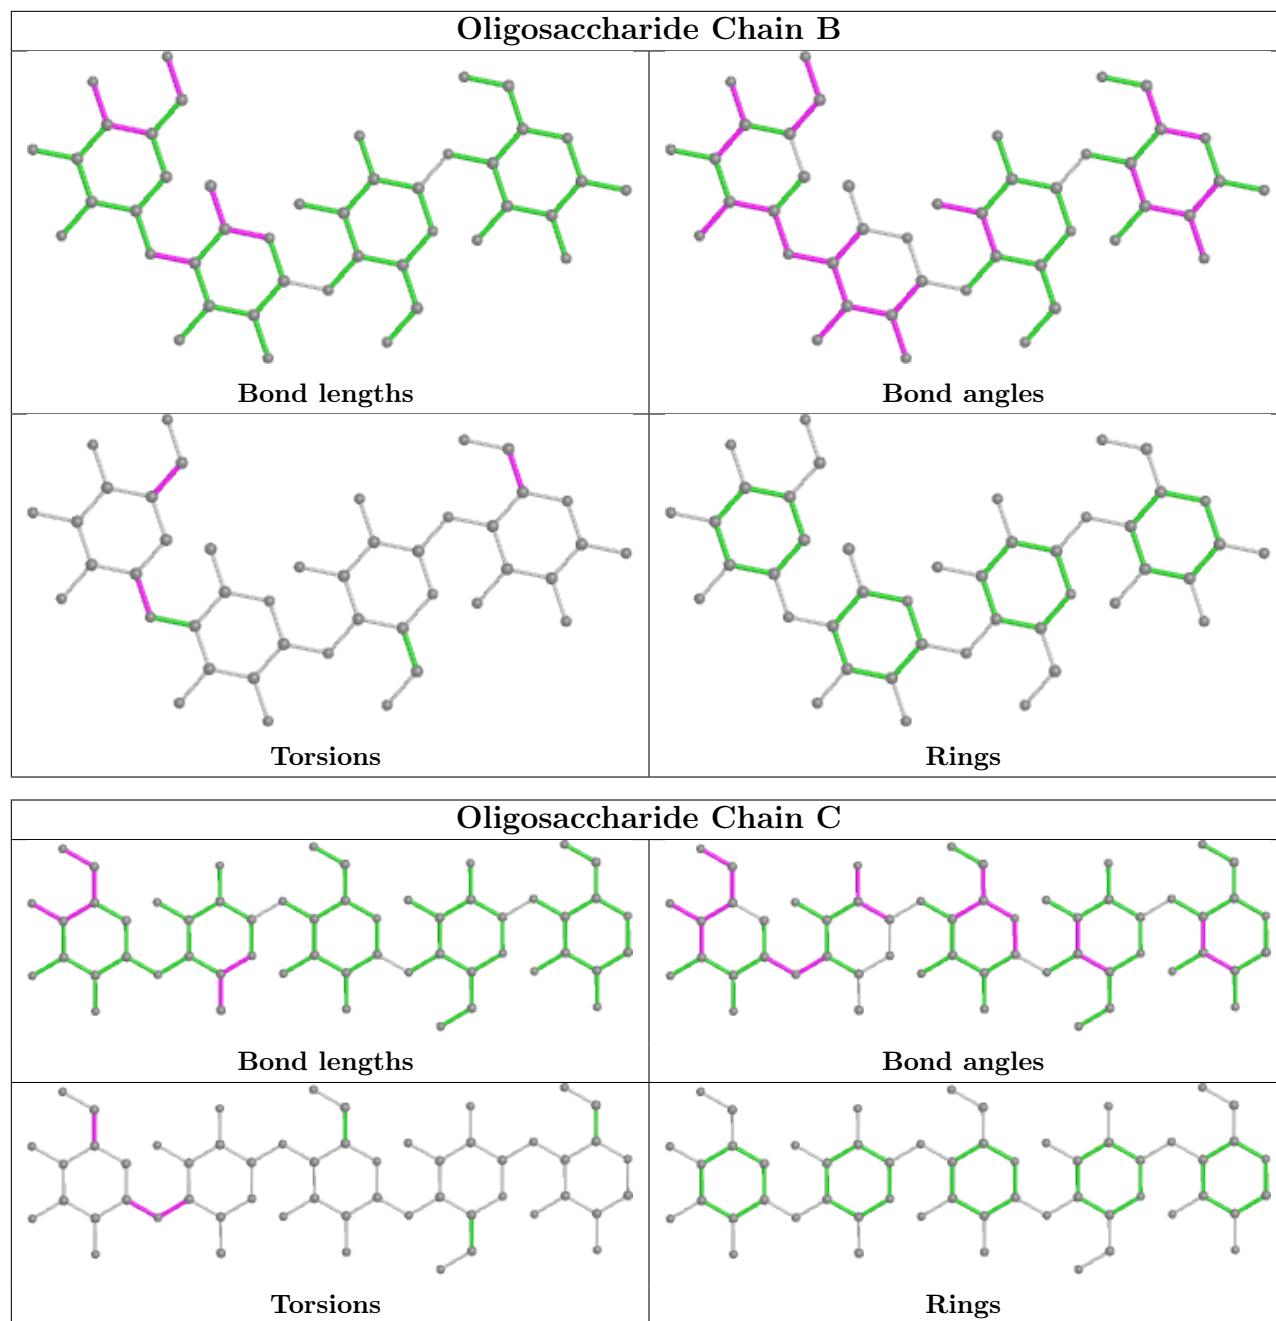 Oligosaccharide Chain B
Bond lengths
Bond angles
Torsions
Rings
Oligosaccharide Chain C
Bond lengths
Bond angles
Torsions
Rings